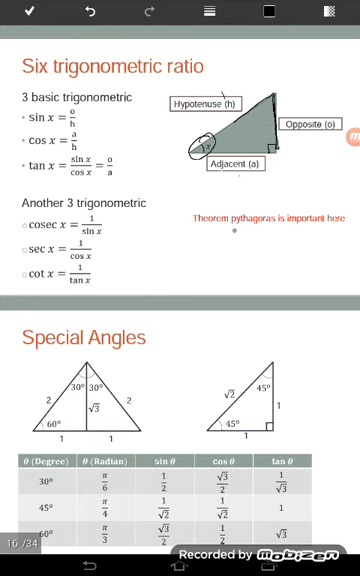 Six trigonometric ratio
3 basic trigonometric
• sin x = o/h
• cos x = a/h
• tan x = sin x/cos x = o/a
Hypotenuse (h)
x
Opposite (o)
Adjacent (a)
Another 3 trigonometric
○ cosec x = 1/sin x
○ sec x = 1/cos x
○ cot x = 1/tan x
Theorem pythagoras is important here
Special Angles
2 30° 30° 2
√3
60°
1 1
√2 45° 1
45°
1
θ (Degree) θ (Radian) sin θ cos θ tan θ
30° π/6 1/2 √3/2 1/√3
45° π/4 1/√2 1/√2 1
60° π/3 √3/2 1/2 √3
16 / 34
Recorded by Mobizen